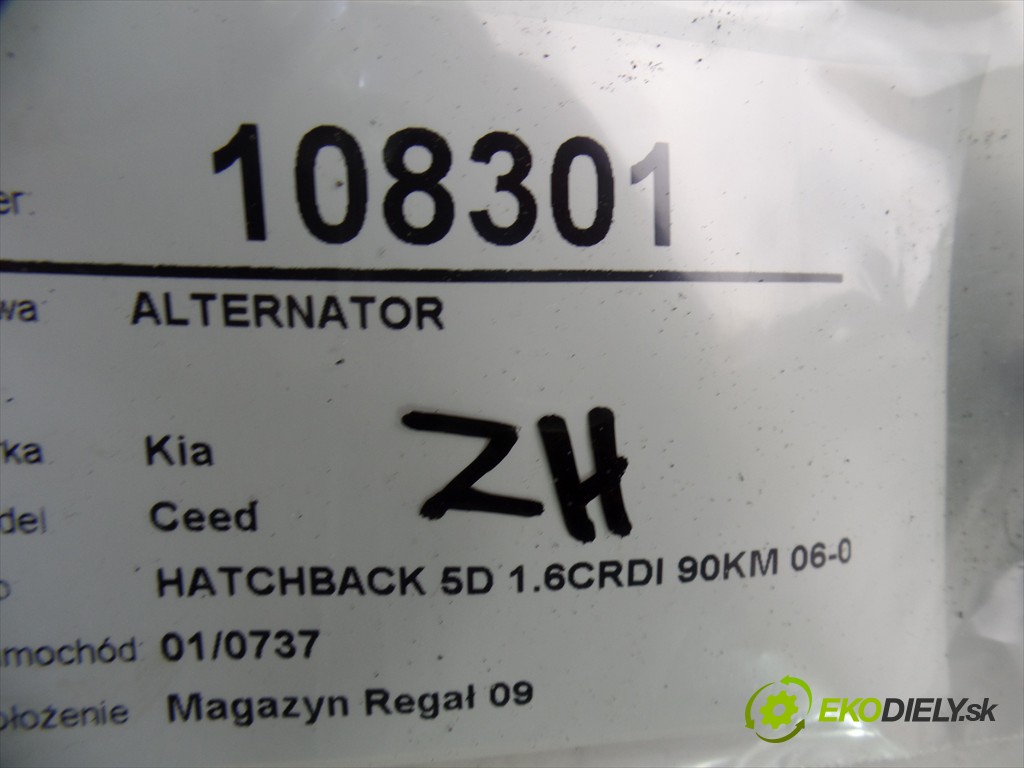 er: 108301
wa ALTERNATOR
rka Kia
ZH
del Ceed
HATCHBACK 5D 1.6CRDI 90KM 06-0
mochód: 01/0737
łożenie Magazyn Regał 09
EKODIELY.sk